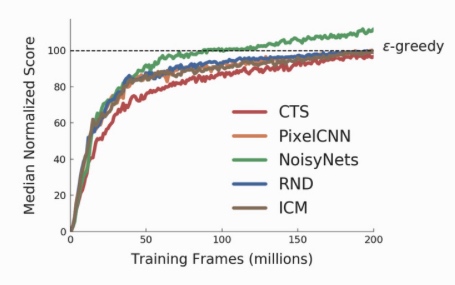 Median Normalized Score
100
80
60
40
20
0
ε-greedy
CTS
PixelCNN
NoisyNets
RND
ICM
0 50 100 150 200
Training Frames (millions)